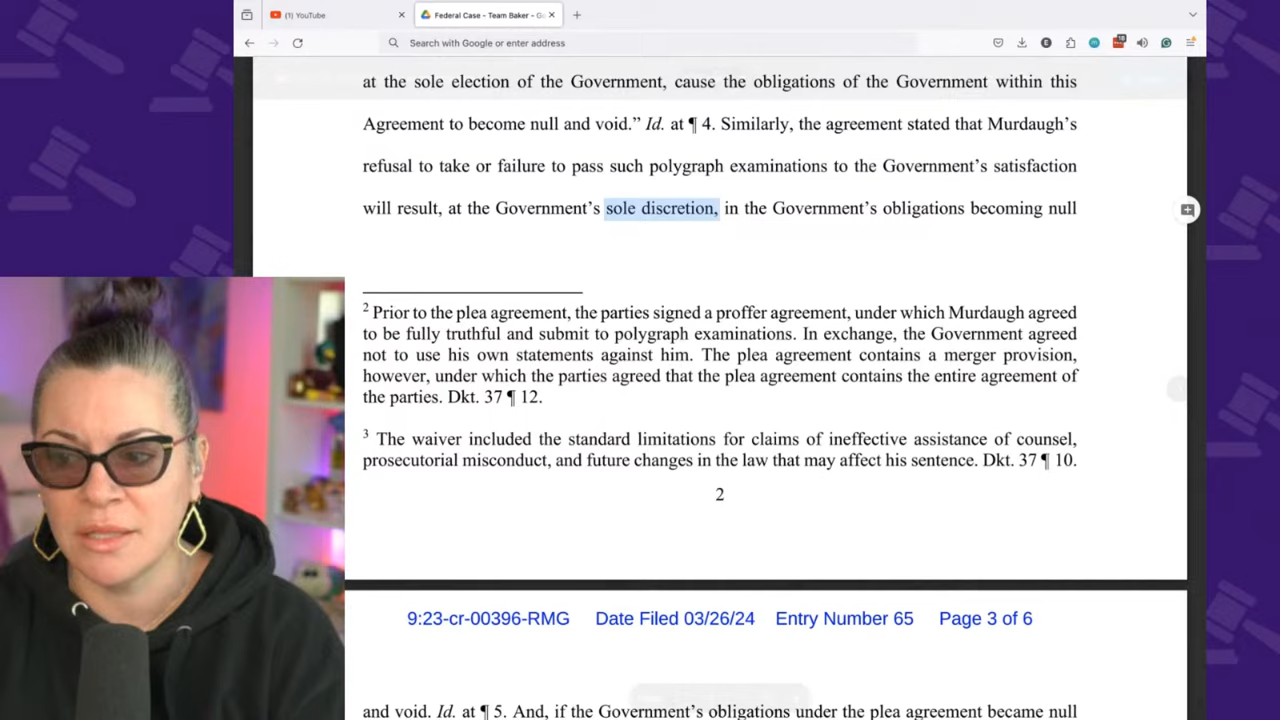 (1) YouTube
Federal Case - Team Baker - G
Search with Google or enter address
18
at the sole election of the Government, cause the obligations of the Government within this
Agreement to become null and void.” Id. at ¶ 4. Similarly, the agreement stated that Murdaugh’s
refusal to take or failure to pass such polygraph examinations to the Government’s satisfaction
will result, at the Government’s sole discretion, in the Government’s obligations becoming null
2 Prior to the plea agreement, the parties signed a proffer agreement, under which Murdaugh agreed
to be fully truthful and submit to polygraph examinations. In exchange, the Government agreed
not to use his own statements against him. The plea agreement contains a merger provision,
however, under which the parties agreed that the plea agreement contains the entire agreement of
the parties. Dkt. 37 ¶ 12.
3 The waiver included the standard limitations for claims of ineffective assistance of counsel,
prosecutorial misconduct, and future changes in the law that may affect his sentence. Dkt. 37 ¶ 10.
2
9:23-cr-00396-RMG Date Filed 03/26/24 Entry Number 65 Page 3 of 6
and void. Id. at ¶ 5. And, if the Government’s obligations under the plea agreement became null